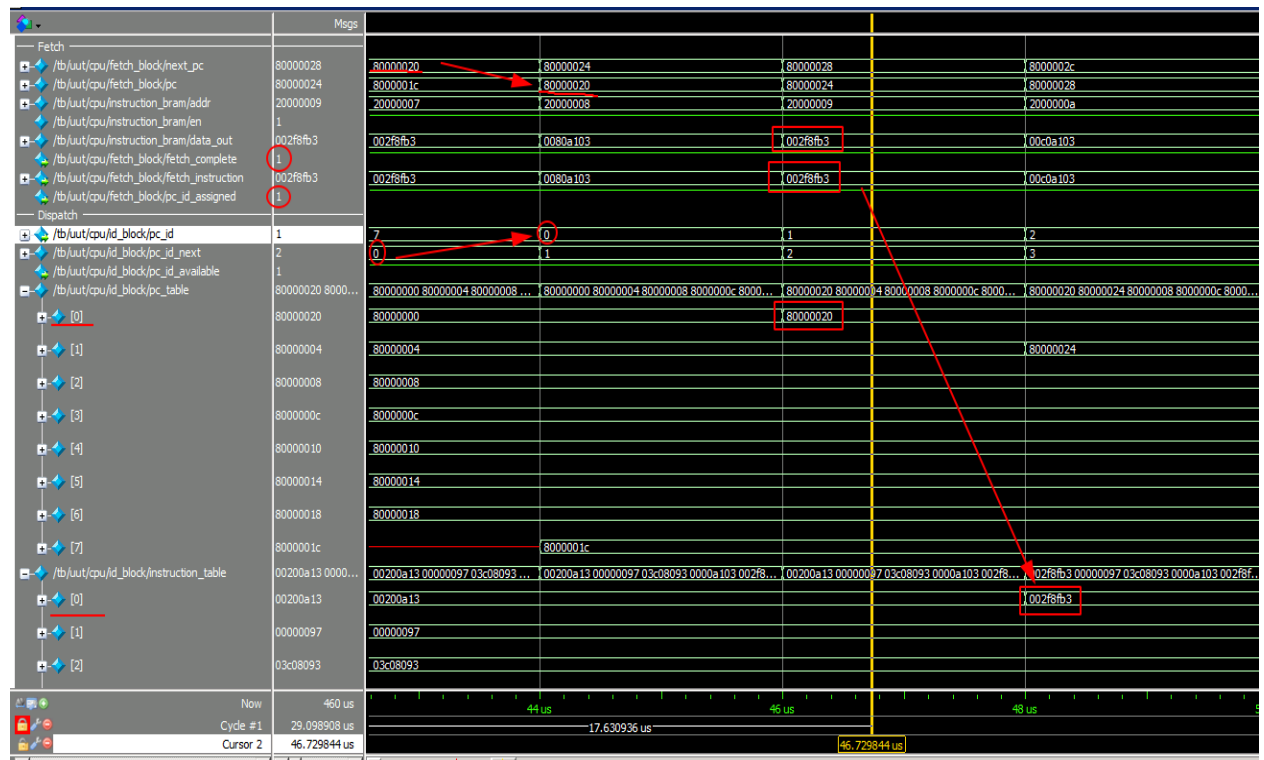 Msgs
Fetch
/tb/uut/cpu/fetch_block/next_pc 80000028 80000020 80000024 80000028 8000002c
/tb/uut/cpu/fetch_block/pc 80000024 8000001c 80000020 80000024 80000028
/tb/uut/cpu/instruction_bram/addr 20000009 20000007 20000008 20000009 2000000a
/tb/uut/cpu/instruction_bram/en 1
/tb/uut/cpu/instruction_bram/data_out 002f8fb3 002f8fb3 0080a103 002f8fb3 00c0a103
/tb/uut/cpu/fetch_block/fetch_complete 1
/tb/uut/cpu/fetch_block/fetch_instruction 002f8fb3 002f8fb3 0080a103 002f8fb3 00c0a103
/tb/uut/cpu/fetch_block/pc_id_assigned 1
Dispatch
/tb/uut/cpu/id_block/pc_id 1 7 0 1 2
/tb/uut/cpu/id_block/pc_id_next 2 0 1 2 3
/tb/uut/cpu/id_block/pc_id_available 1
/tb/uut/cpu/id_block/pc_table 80000020 8000... 80000000 80000004 80000008 ... 80000000 80000004 80000008 8000000c 8000... 80000020 80000004 80000008 8000000c 8000... 80000020 80000024 80000008 8000000c 8000...
[0] 80000020 80000000 80000020
[1] 80000004 80000004 80000024
[2] 80000008 80000008
[3] 8000000c 8000000c
[4] 80000010 80000010
[5] 80000014 80000014
[6] 80000018 80000018
[7] 8000001c 8000001c
/tb/uut/cpu/id_block/instruction_table 00200a13 0000... 00200a13 00000097 03c08093 ... 00200a13 00000097 03c08093 0000a103 002f8... 00200a13 00000097 03c08093 0000a103 002f8... 002f8fb3 00000097 03c08093 0000a103 002f8f...
[0] 00200a13 00200a13 002f8fb3
[1] 00000097 00000097
[2] 03c08093 03c08093
Now 460 us 44 us 46 us 48 us
Cycle #1 29.098908 us 17.630936 us
Cursor 2 46.729844 us 46.729844 us